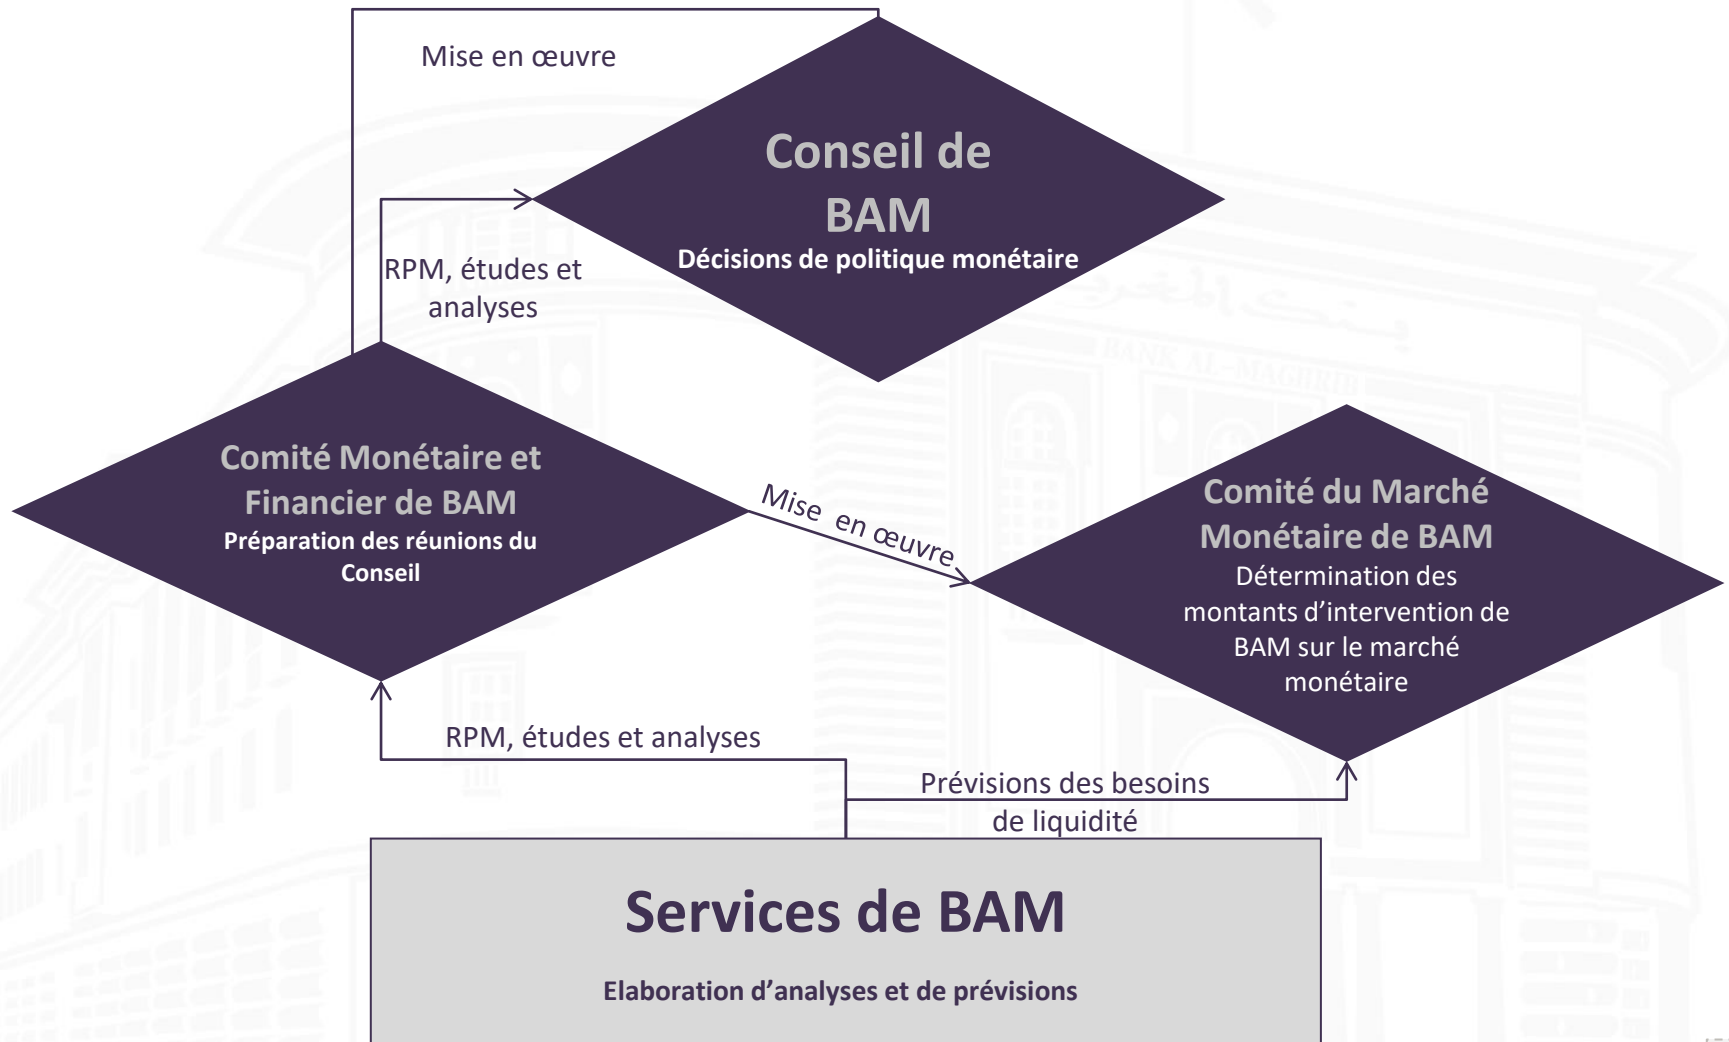 Mise en œuvre
Conseil de
BAM
Décisions de politique monétaire
RPM, études et
analyses
BANK AL-MAGHRIB
Comité Monétaire et
Financier de BAM
Préparation des réunions du
Conseil
Mise en œuvre
Comité du Marché
Monétaire de BAM
Détermination des
montants d’intervention de
BAM sur le marché
monétaire
RPM, études et analyses
Prévisions des besoins
de liquidité
Services de BAM
Elaboration d’analyses et de prévisions